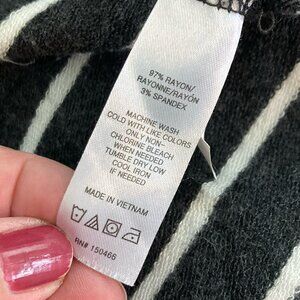 97% RAYON/
RAYONNE/RAYÓN
3% SPANDEX
MACHINE WASH
COLD WITH LIKE COLORS
ONLY NON-
CHLORINE BLEACH
WHEN NEEDED
TUMBLE DRY LOW
COOL IRON
IF NEEDED
MADE IN VIETNAM
RN# 150466